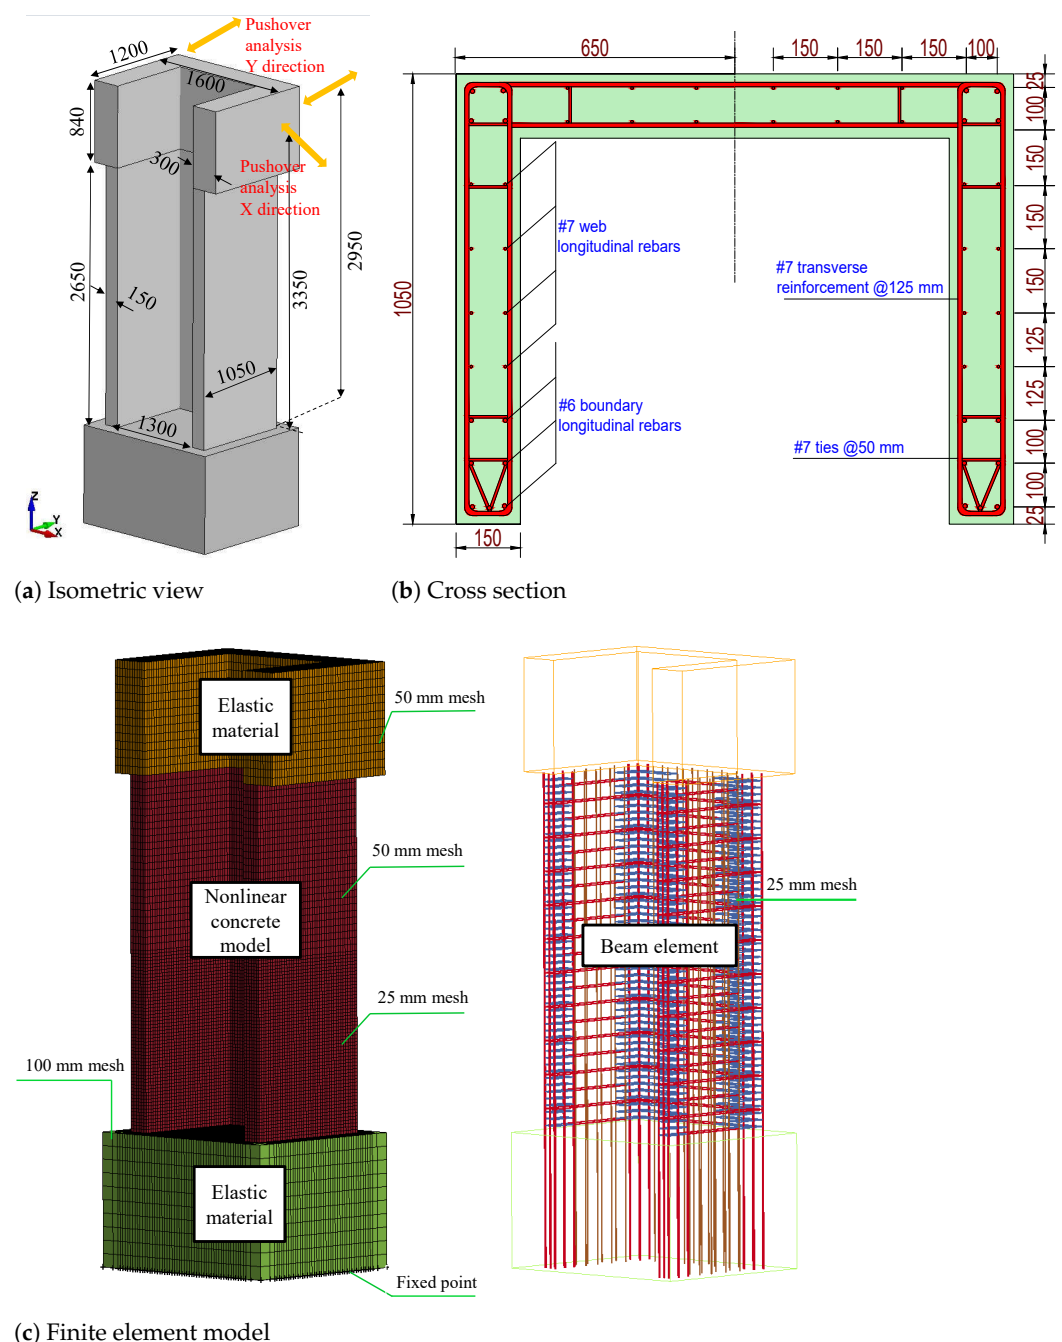 1200
Pushover
analysis
Y direction
1600
840
300
Pushover
analysis
X direction
2650
150
3350
2950
1050
1300
Z
Y
X
(a) Isometric view
650
150
150
150
100
25
100
150
150
150
125
125
100
100
25
1050
150
#7 web
longitudinal rebars
#7 transverse
reinforcement @125 mm
#6 boundary
longitudinal rebars
#7 ties @50 mm
(b) Cross section
Elastic
material
50 mm mesh
50 mm mesh
Nonlinear
concrete
model
25 mm mesh
100 mm mesh
Elastic
material
Fixed point
25 mm mesh
Beam element
(c) Finite element model